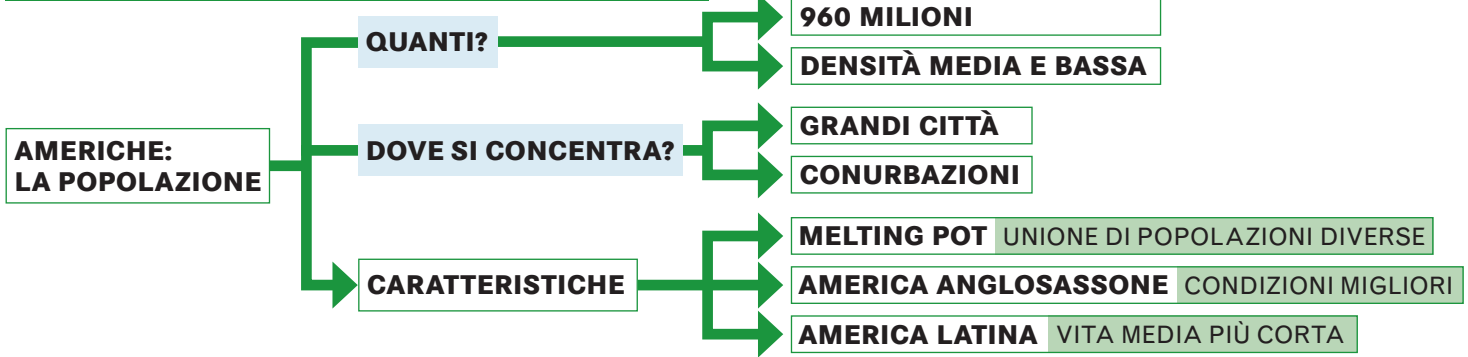 QUANTI?
960 MILIONI
DENSITÀ MEDIA E BASSA
AMERICHE:
LA POPOLAZIONE
DOVE SI CONCENTRA?
GRANDI CITTÀ
CONURBAZIONI
CARATTERISTICHE
MELTING POT UNIONE DI POPOLAZIONI DIVERSE
AMERICA ANGLOSASSONE CONDIZIONI MIGLIORI
AMERICA LATINA VITA MEDIA PIÙ CORTA